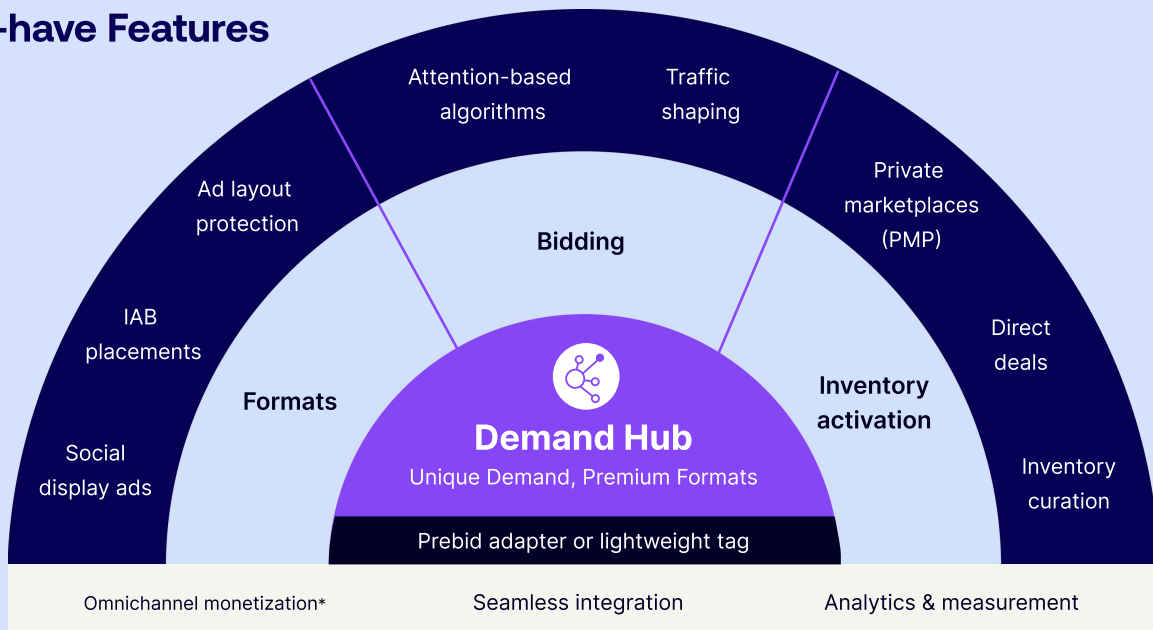 -have Features
Attention-based
algorithms
Traffic
shaping
Ad layout
protection
Private
marketplaces
(PMP)
Bidding
IAB
placements
Direct
deals
Formats
Inventory
activation
Demand Hub
Unique Demand, Premium Formats
Social
display ads
Inventory
curation
Prebid adapter or lightweight tag
Omnichannel monetization*
Seamless integration
Analytics & measurement